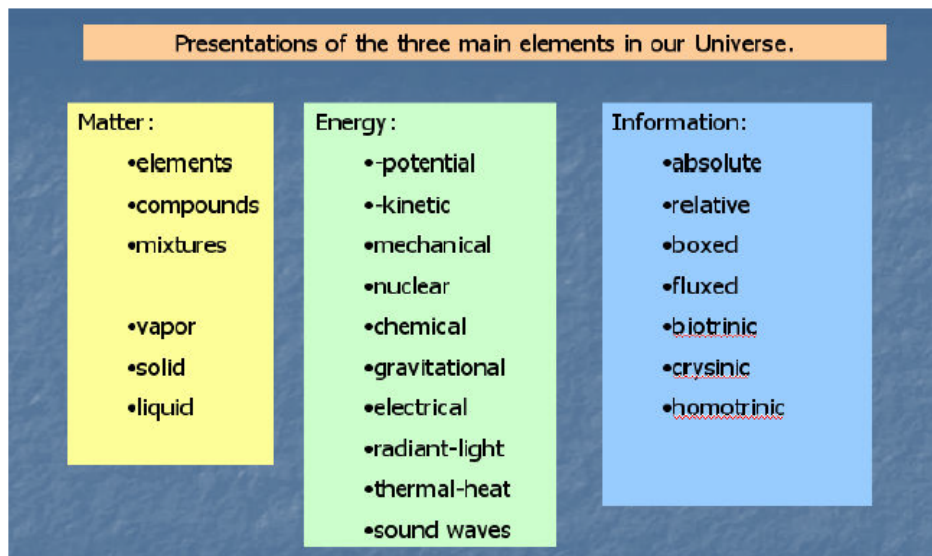 Presentations of the three main elements in our Universe.
Matter:
•elements
•compounds
•mixtures
•vapor
•solid
•liquid
Energy:
•-potential
•-kinetic
•mechanical
•nuclear
•chemical
•gravitational
•electrical
•radiant-light
•thermal-heat
•sound waves
Information:
•absolute
•relative
•boxed
•fluxed
•biotrinic
•crysinic
•homotrinic